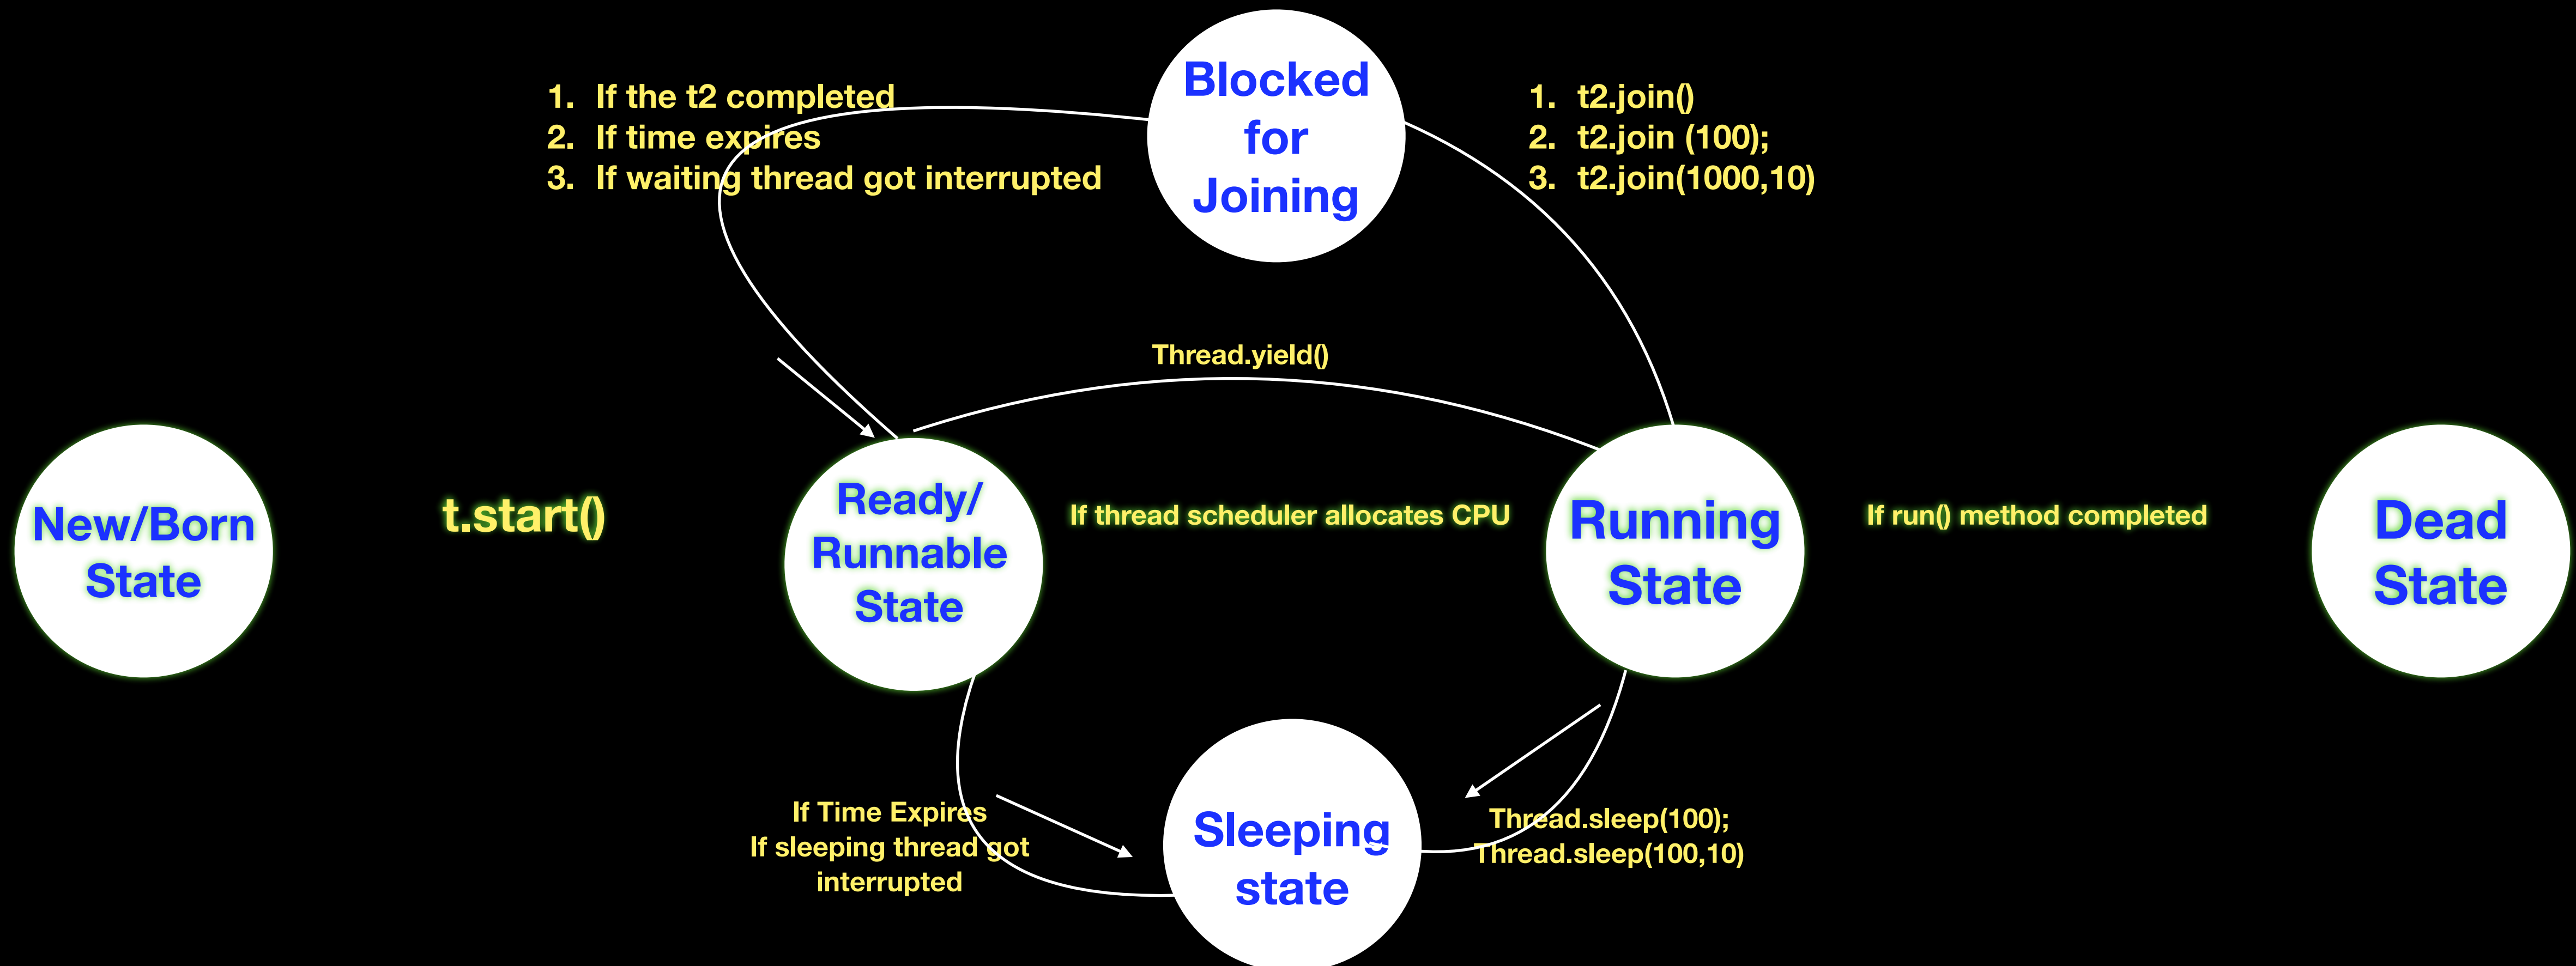 Blocked
for
Joining
1. If the t2 completed
2. If time expires
3. If waiting thread got interrupted
1. t2.join()
2. t2.join (100);
3. t2.join(1000,10)
Thread.yield()
New/Born
State
t.start()
Ready/
Runnable
State
If thread scheduler allocates CPU
Running
State
If run() method completed
Dead
State
If Time Expires
If sleeping thread got
interrupted
Sleeping
state
Thread.sleep(100);
Thread.sleep(100,10)